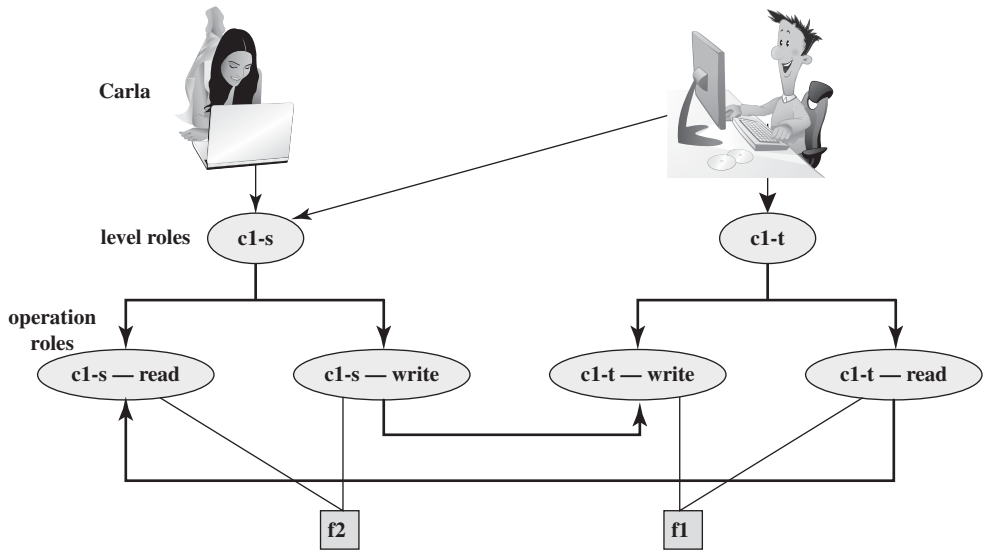 Carla
level roles
c1-s
c1-t
operation
roles
c1-s — read
c1-s — write
c1-t — write
c1-t — read
f2
f1